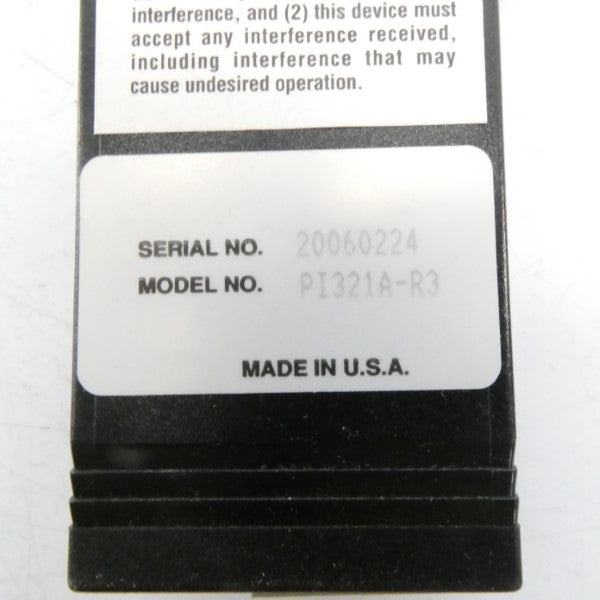 interference, and (2) this device must
accept any interference received,
including interference that may
cause undesired operation.
SERIAL NO. 20060224
MODEL NO. PI321A-R3
MADE IN U.S.A.